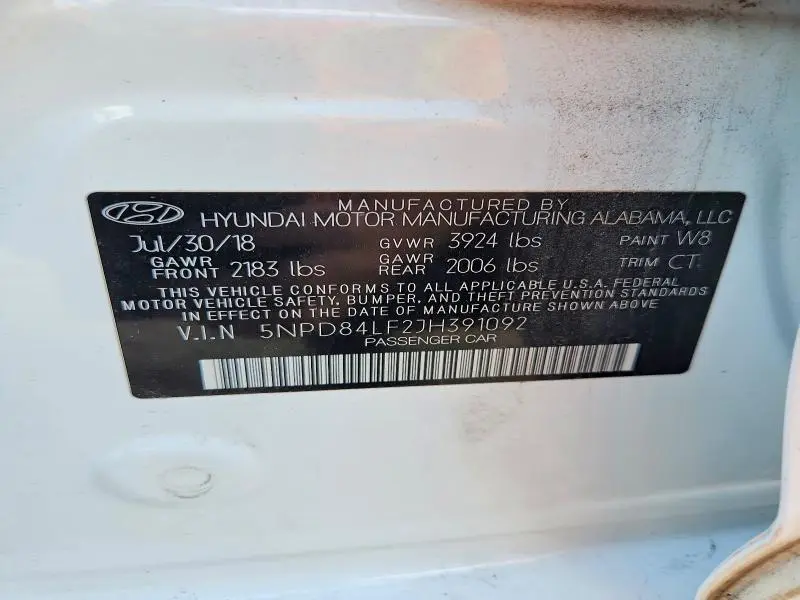 MANUFACTURED BY
HYUNDAI MOTOR MANUFACTURING ALABAMA, LLC
Jul/30/18 GVWR 3924 lbs PAINT W8
GAWR FRONT 2183 lbs GAWR REAR 2006 lbs TRIM CT
THIS VEHICLE CONFORMS TO ALL APPLICABLE U.S.A. FEDERAL
MOTOR VEHICLE SAFETY, BUMPER, AND THEFT PREVENTION STANDARDS
IN EFFECT ON THE DATE OF MANUFACTURE SHOWN ABOVE
V.I.N 5NPD84LF2JH391092
PASSENGER CAR